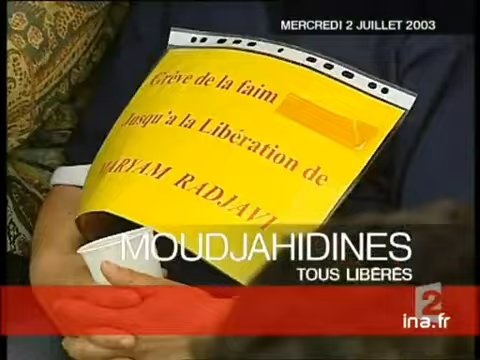 MERCREDI 2 JUILLET 2003
Grève de la faim
Jusqu'a la Libération de
MARYAM RADJAVI
MOUDJAHIDINES
TOUS LIBÉRÉS
2
ina.fr